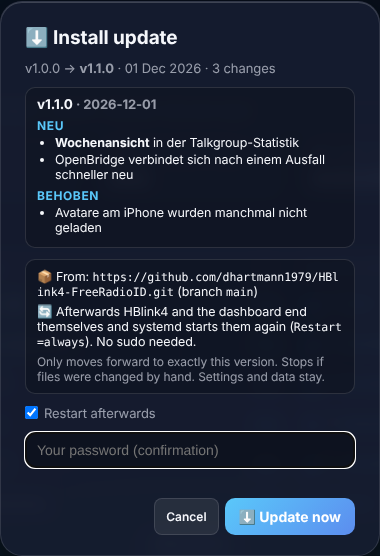 ⬇️ Install update
v1.0.0 → v1.1.0 · 01 Dec 2026 · 3 changes
v1.1.0 · 2026-12-01
NEU
• Wochenansicht in der Talkgroup-Statistik
• OpenBridge verbindet sich nach einem Ausfall
schneller neu
BEHOBEN
• Avatare am iPhone wurden manchmal nicht
geladen
📦 From: https://github.com/dhartmann1979/HBl
ink4-FreeRadioID.git (branch main)
🔄 Afterwards HBlink4 and the dashboard end
themselves and systemd starts them again (Restart
=always). No sudo needed.
Only moves forward to exactly this version. Stops if
files were changed by hand. Settings and data stay.
Restart afterwards
Your password (confirmation)
Cancel
⬇️ Update now